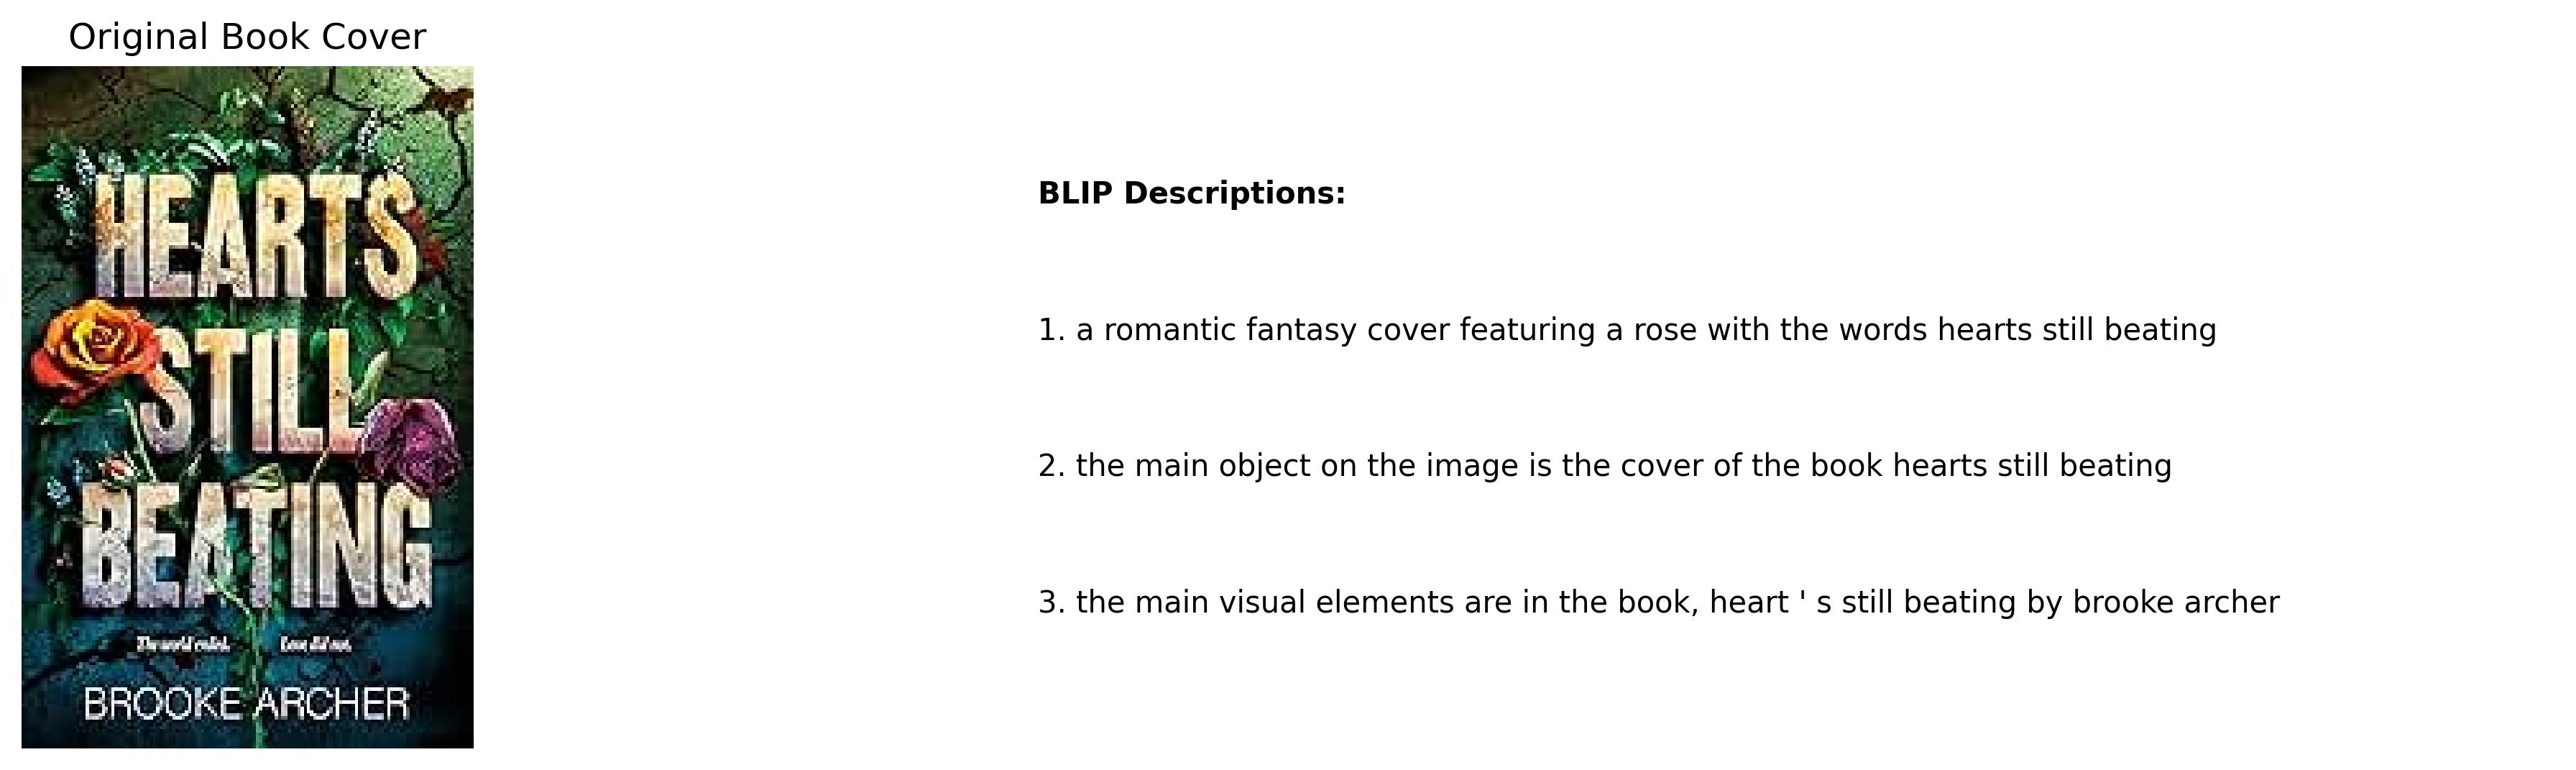 Original Book Cover
HEARTS
STILL
BEATING
The world ended. Love did not.
BROOKE ARCHER
BLIP Descriptions:
1. a romantic fantasy cover featuring a rose with the words hearts still beating
2. the main object on the image is the cover of the book hearts still beating
3. the main visual elements are in the book, heart ' s still beating by brooke archer